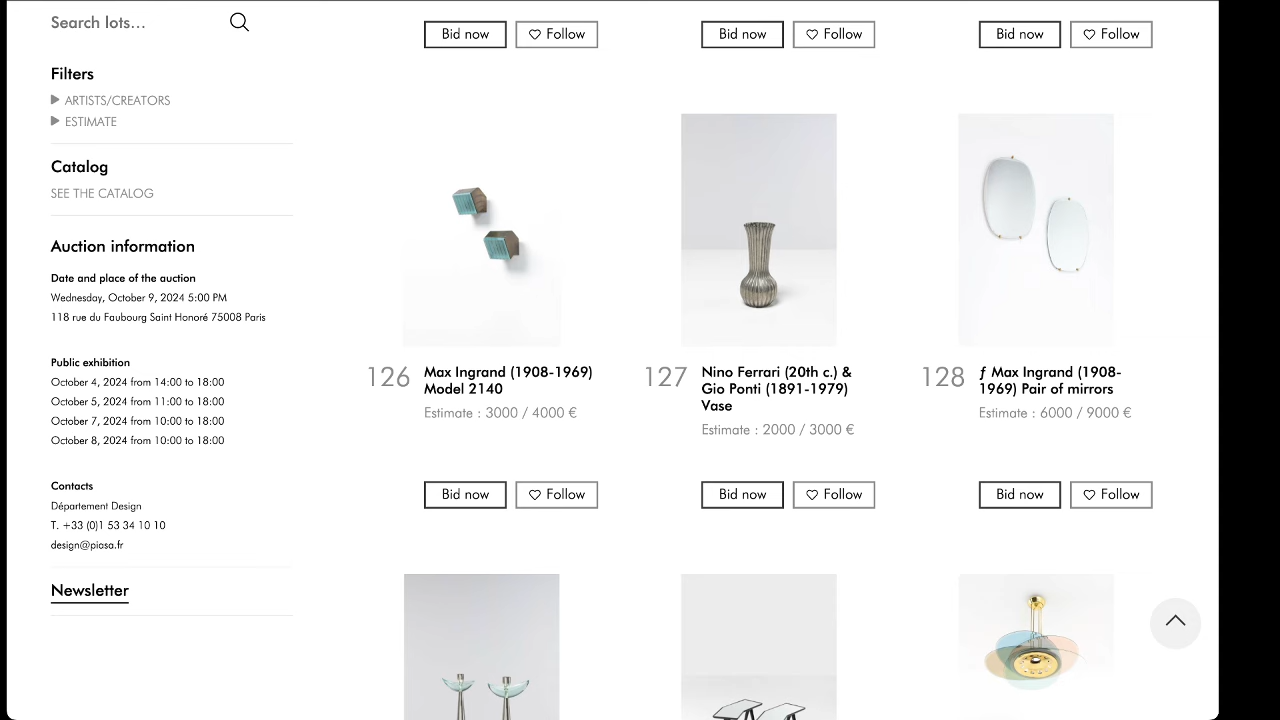 Search lots...
Bid now
Follow
Bid now
Follow
Bid now
Follow
Filters
ARTISTS/CREATORS
ESTIMATE
Catalog
SEE THE CATALOG
Auction information
Date and place of the auction
Wednesday, October 9, 2024 5:00 PM
118 rue du Faubourg Saint Honoré 75008 Paris
Public exhibition
October 4, 2024 from 14:00 to 18:00
October 5, 2024 from 11:00 to 18:00
October 7, 2024 from 10:00 to 18:00
October 8, 2024 from 10:00 to 18:00
Contacts
Département Design
T. +33 (0)1 53 34 10 10
design@piasa.fr
Newsletter
126
Max Ingrand (1908-1969)
Model 2140
Estimate : 3000 / 4000 €
127
Nino Ferrari (20th c.) &
Gio Ponti (1891-1979)
Vase
Estimate : 2000 / 3000 €
128
ƒ Max Ingrand (1908-
1969) Pair of mirrors
Estimate : 6000 / 9000 €
Bid now
Follow
Bid now
Follow
Bid now
Follow